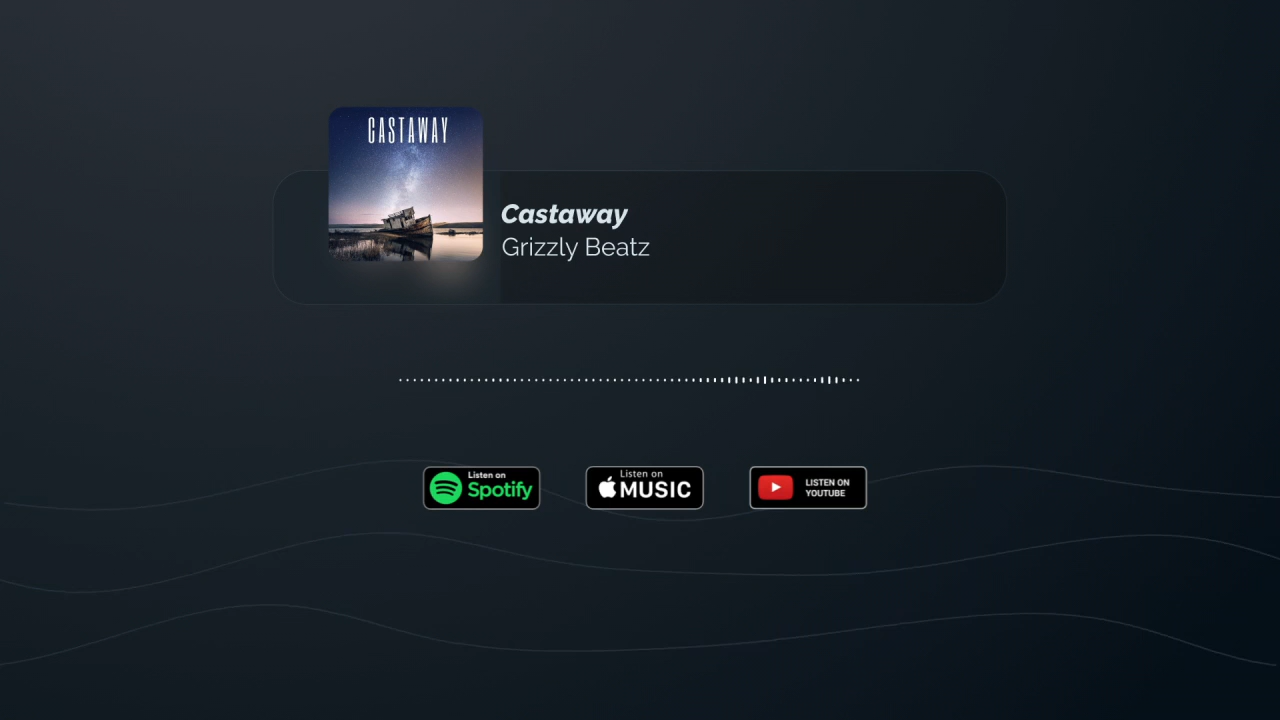 CASTAWAY
Castaway
Grizzly Beatz
Listen on
Spotify
Listen on
MUSIC
LISTEN ON
YOUTUBE